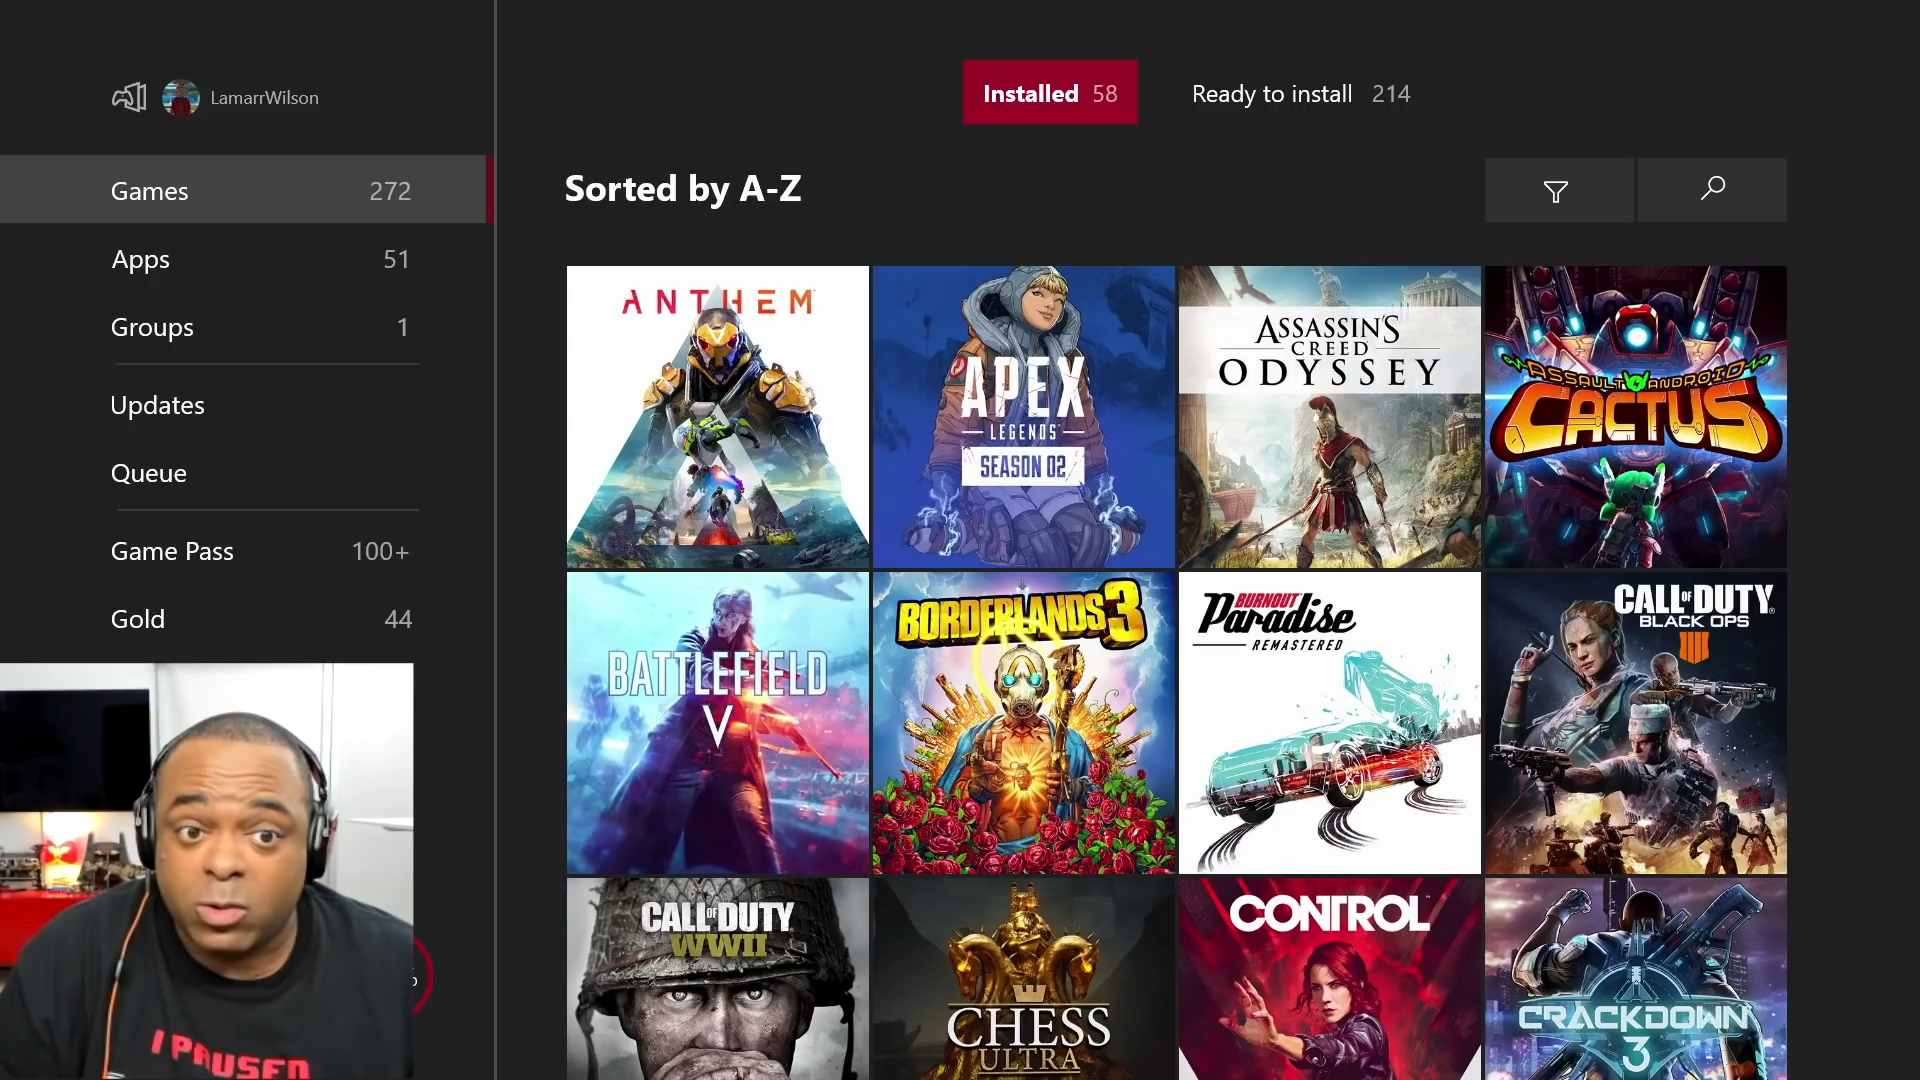 LamarrWilson
Games 272
Apps 51
Groups 1
Updates
Queue
Game Pass 100+
Gold 44
Installed 58
Ready to install 214
Sorted by A-Z
ANTHEM
APEX
LEGENDS
SEASON 02
ASSASSIN'S
CREED
ODYSSEY
ASSAULT ANDROID
CACTUS
BATTLEFIELD
V
BORDERLANDS 3
BURNOUT
Paradise
REMASTERED
CALL OF DUTY
BLACK OPS
IIII
CALL OF DUTY
WWII
CHESS
ULTRA
CONTROL
CRACKDOWN
3
I PAUSED